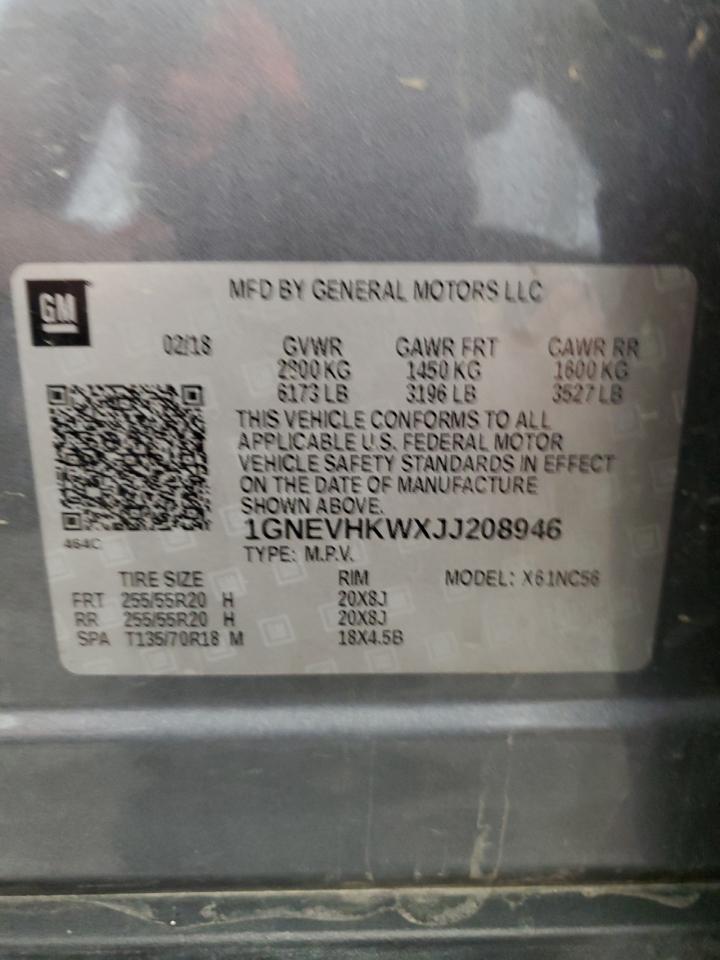 GM
MFD BY GENERAL MOTORS LLC
02/18 GVWR GAWR FRT GAWR RR
2800 KG 1450 KG 1600 KG
6173 LB 3196 LB 3527 LB
THIS VEHICLE CONFORMS TO ALL
APPLICABLE U.S. FEDERAL MOTOR
VEHICLE SAFETY STANDARDS IN EFFECT
ON THE DATE OF MANUFACTURE
SHOWN ABOVE.
464C
1GNEVHKWXJJ208946
TYPE: M.P.V.
TIRE SIZE RIM MODEL: X61NC56
FRT 255/55R20 H 20X8J
RR 255/55R20 H 20X8J
SPA T135/70R18 M 18X4.5B